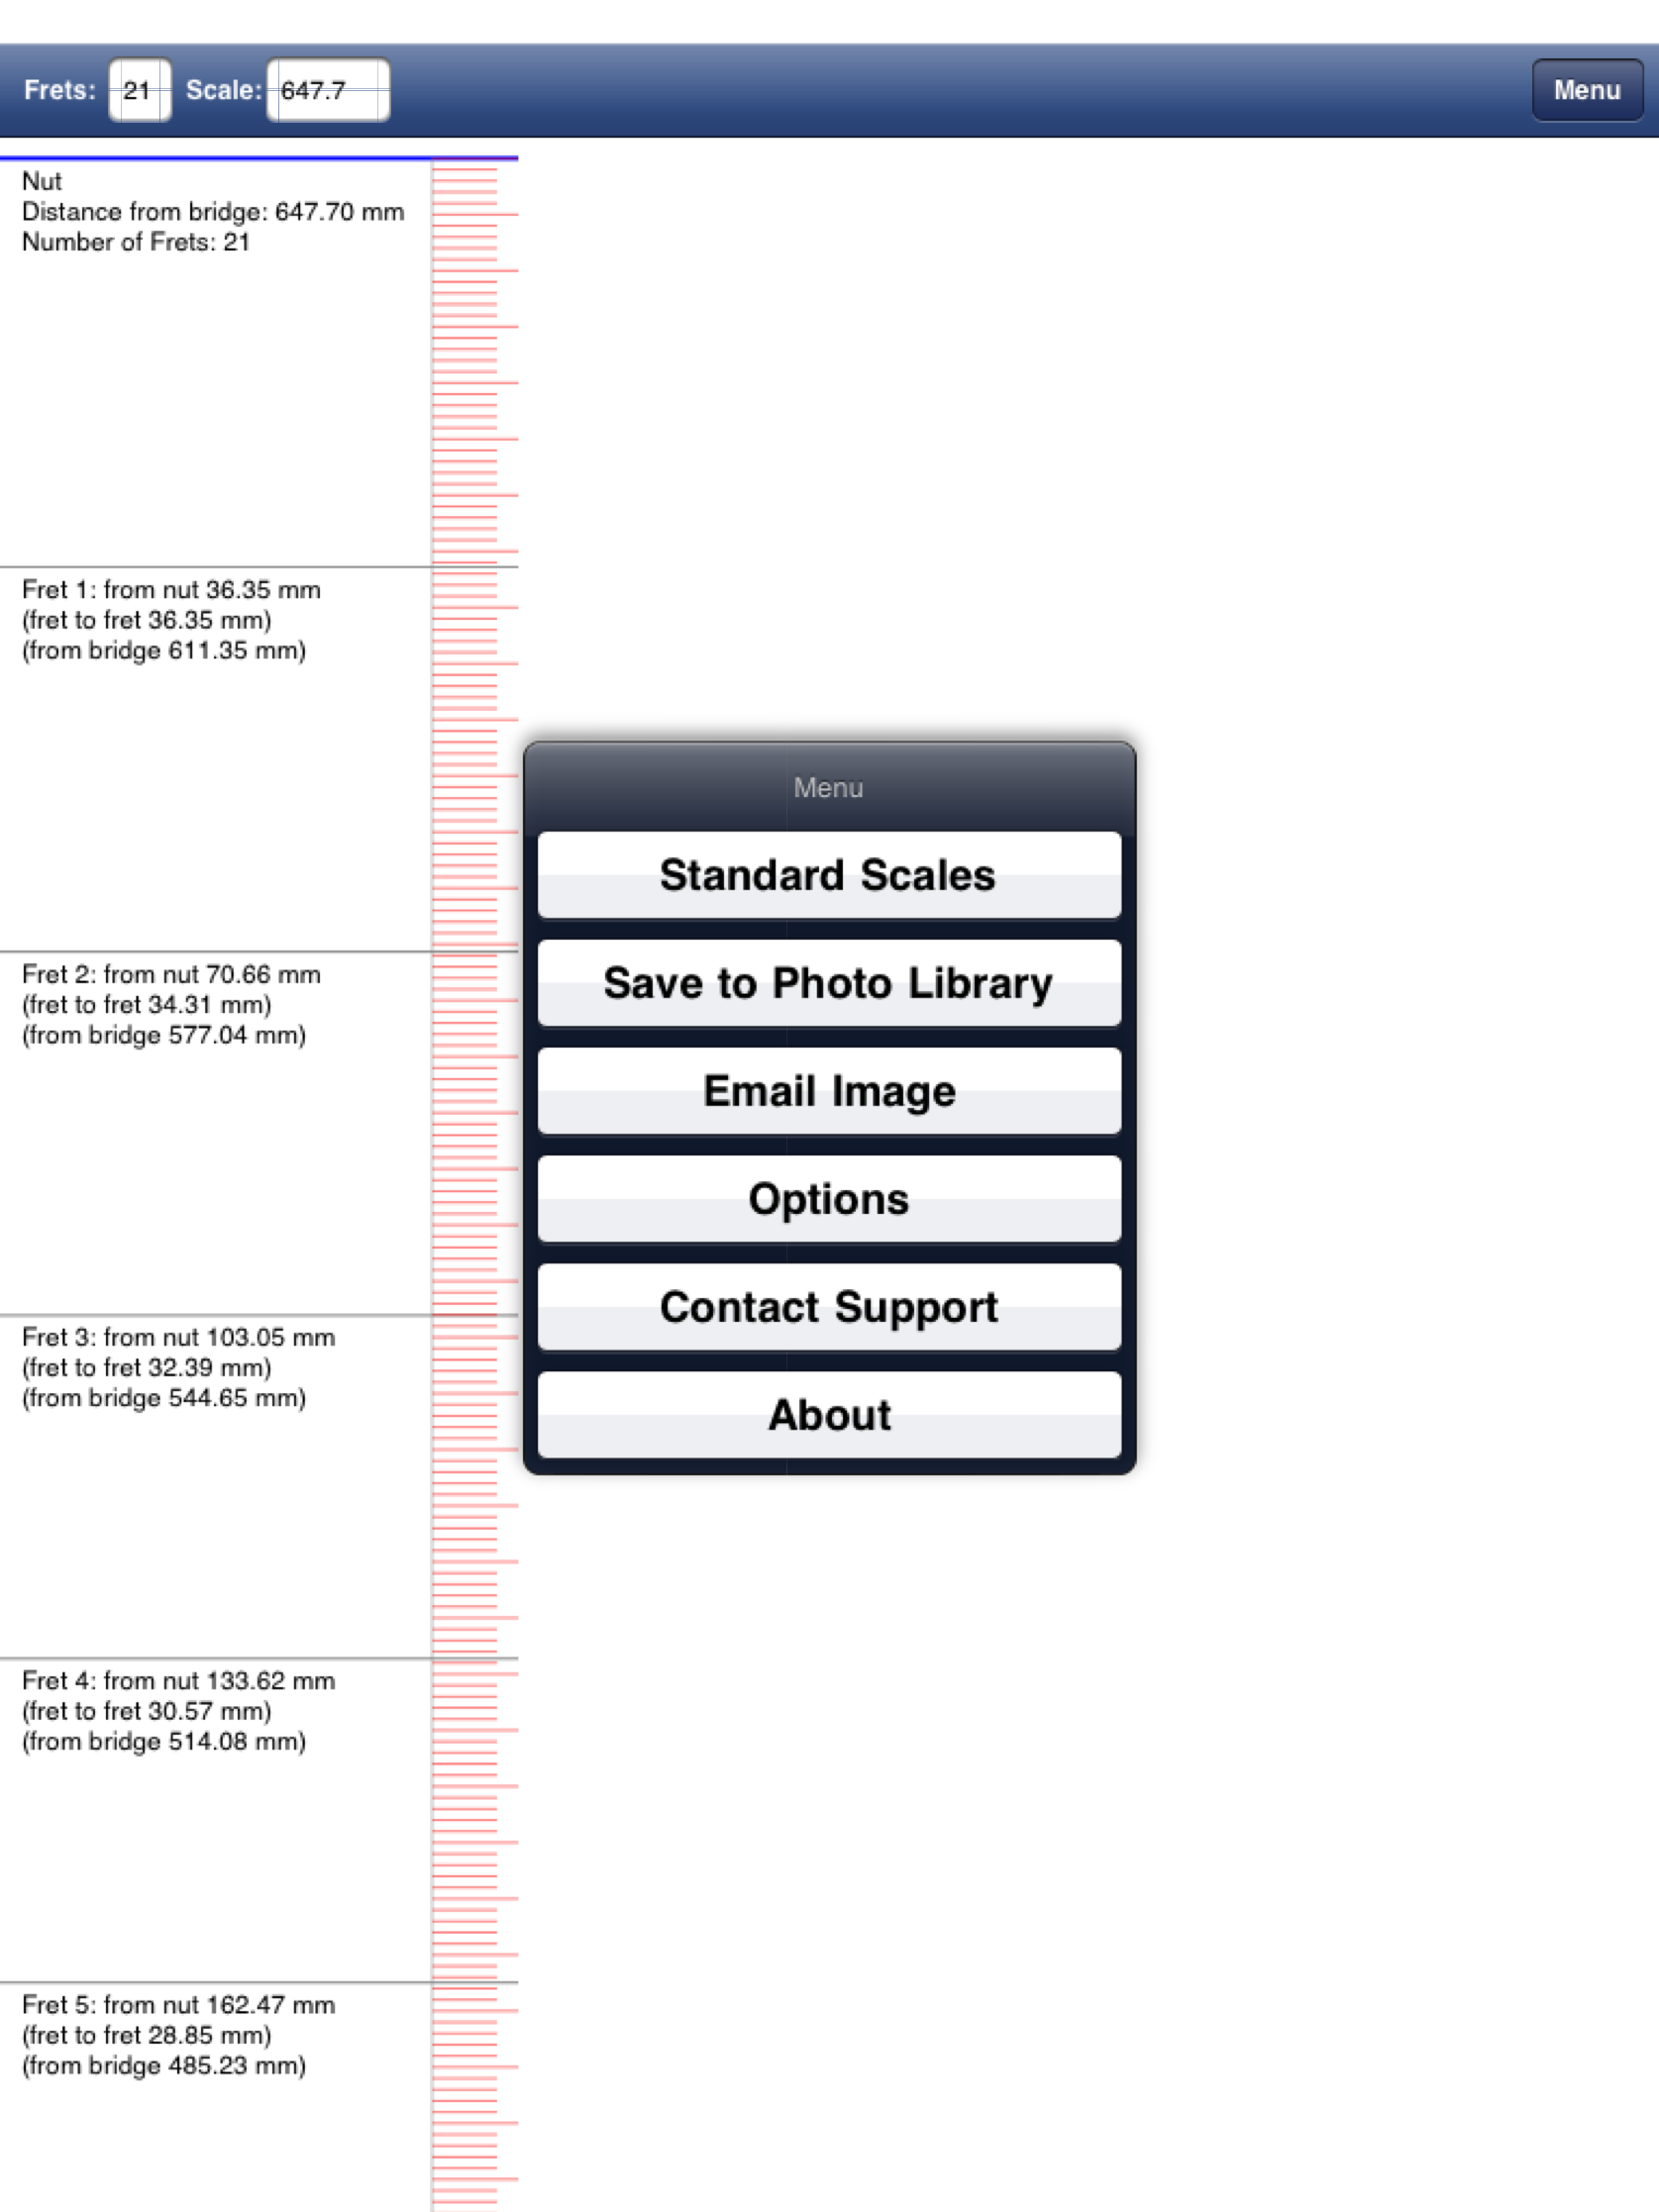 Frets: 21 Scale: 647.7 Menu
Nut
Distance from bridge: 647.70 mm
Number of Frets: 21
Fret 1: from nut 36.35 mm
(fret to fret 36.35 mm)
(from bridge 611.35 mm)
Menu
Standard Scales
Save to Photo Library
Email Image
Options
Contact Support
About
Fret 2: from nut 70.66 mm
(fret to fret 34.31 mm)
(from bridge 577.04 mm)
Fret 3: from nut 103.05 mm
(fret to fret 32.39 mm)
(from bridge 544.65 mm)
Fret 4: from nut 133.62 mm
(fret to fret 30.57 mm)
(from bridge 514.08 mm)
Fret 5: from nut 162.47 mm
(fret to fret 28.85 mm)
(from bridge 485.23 mm)